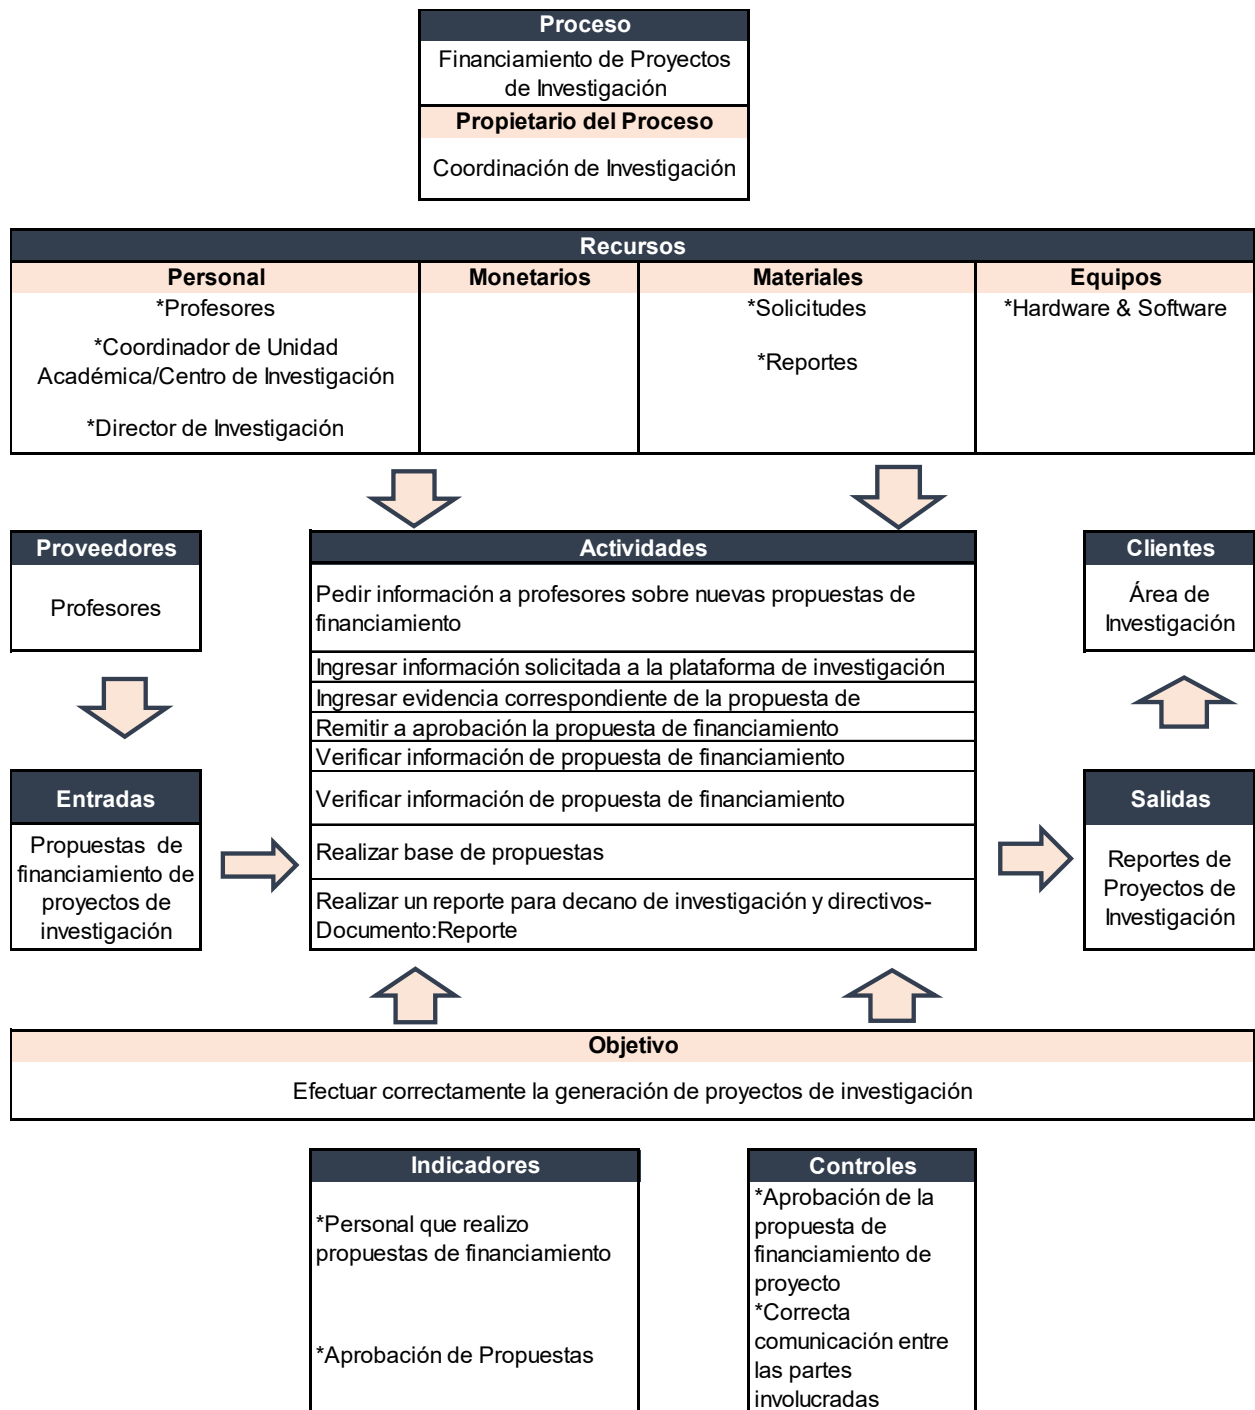 Proceso
Financiamiento de Proyectos
de Investigación
Propietario del Proceso
Coordinación de Investigación
Recursos
Personal
Monetarios
Materiales
Equipos
*Profesores
*Solicitudes
*Hardware & Software
*Coordinador de Unidad
Académica/Centro de Investigación
*Reportes
*Director de Investigación
Proveedores
Profesores
Entradas
Propuestas de
financiamiento de
proyectos de
investigación
Actividades
Pedir información a profesores sobre nuevas propuestas de
financiamiento
Ingresar información solicitada a la plataforma de investigación
Ingresar evidencia correspondiente de la propuesta de
Remitir a aprobación la propuesta de financiamiento
Verificar información de propuesta de financiamiento
Verificar información de propuesta de financiamiento
Realizar base de propuestas
Realizar un reporte para decano de investigación y directivos-
Documento:Reporte
Clientes
Área de
Investigación
Salidas
Reportes de
Proyectos de
Investigación
Objetivo
Efectuar correctamente la generación de proyectos de investigación
Indicadores
*Personal que realizo
propuestas de financiamiento
*Aprobación de Propuestas
Controles
*Aprobación de la
propuesta de
financiamiento de
proyecto
*Correcta
comunicación entre
las partes
involucradas